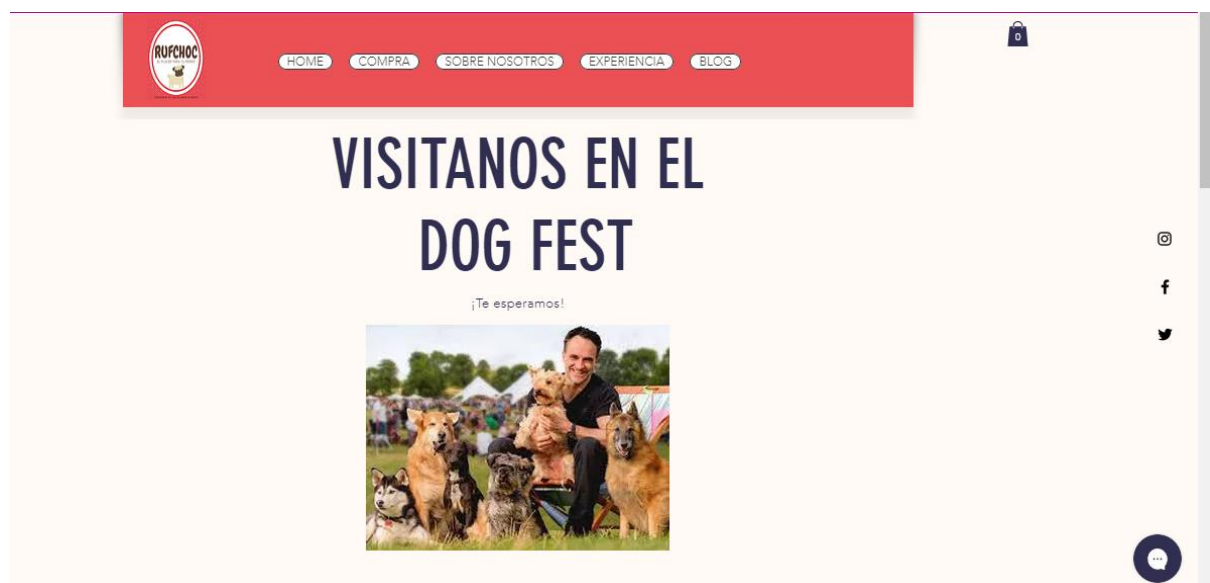 RUFCHOC
HOME
COMPRA
SOBRE NOSOTROS
EXPERIENCIA
BLOG
0
VISITANOS EN EL
DOG FEST
¡Te esperamos!